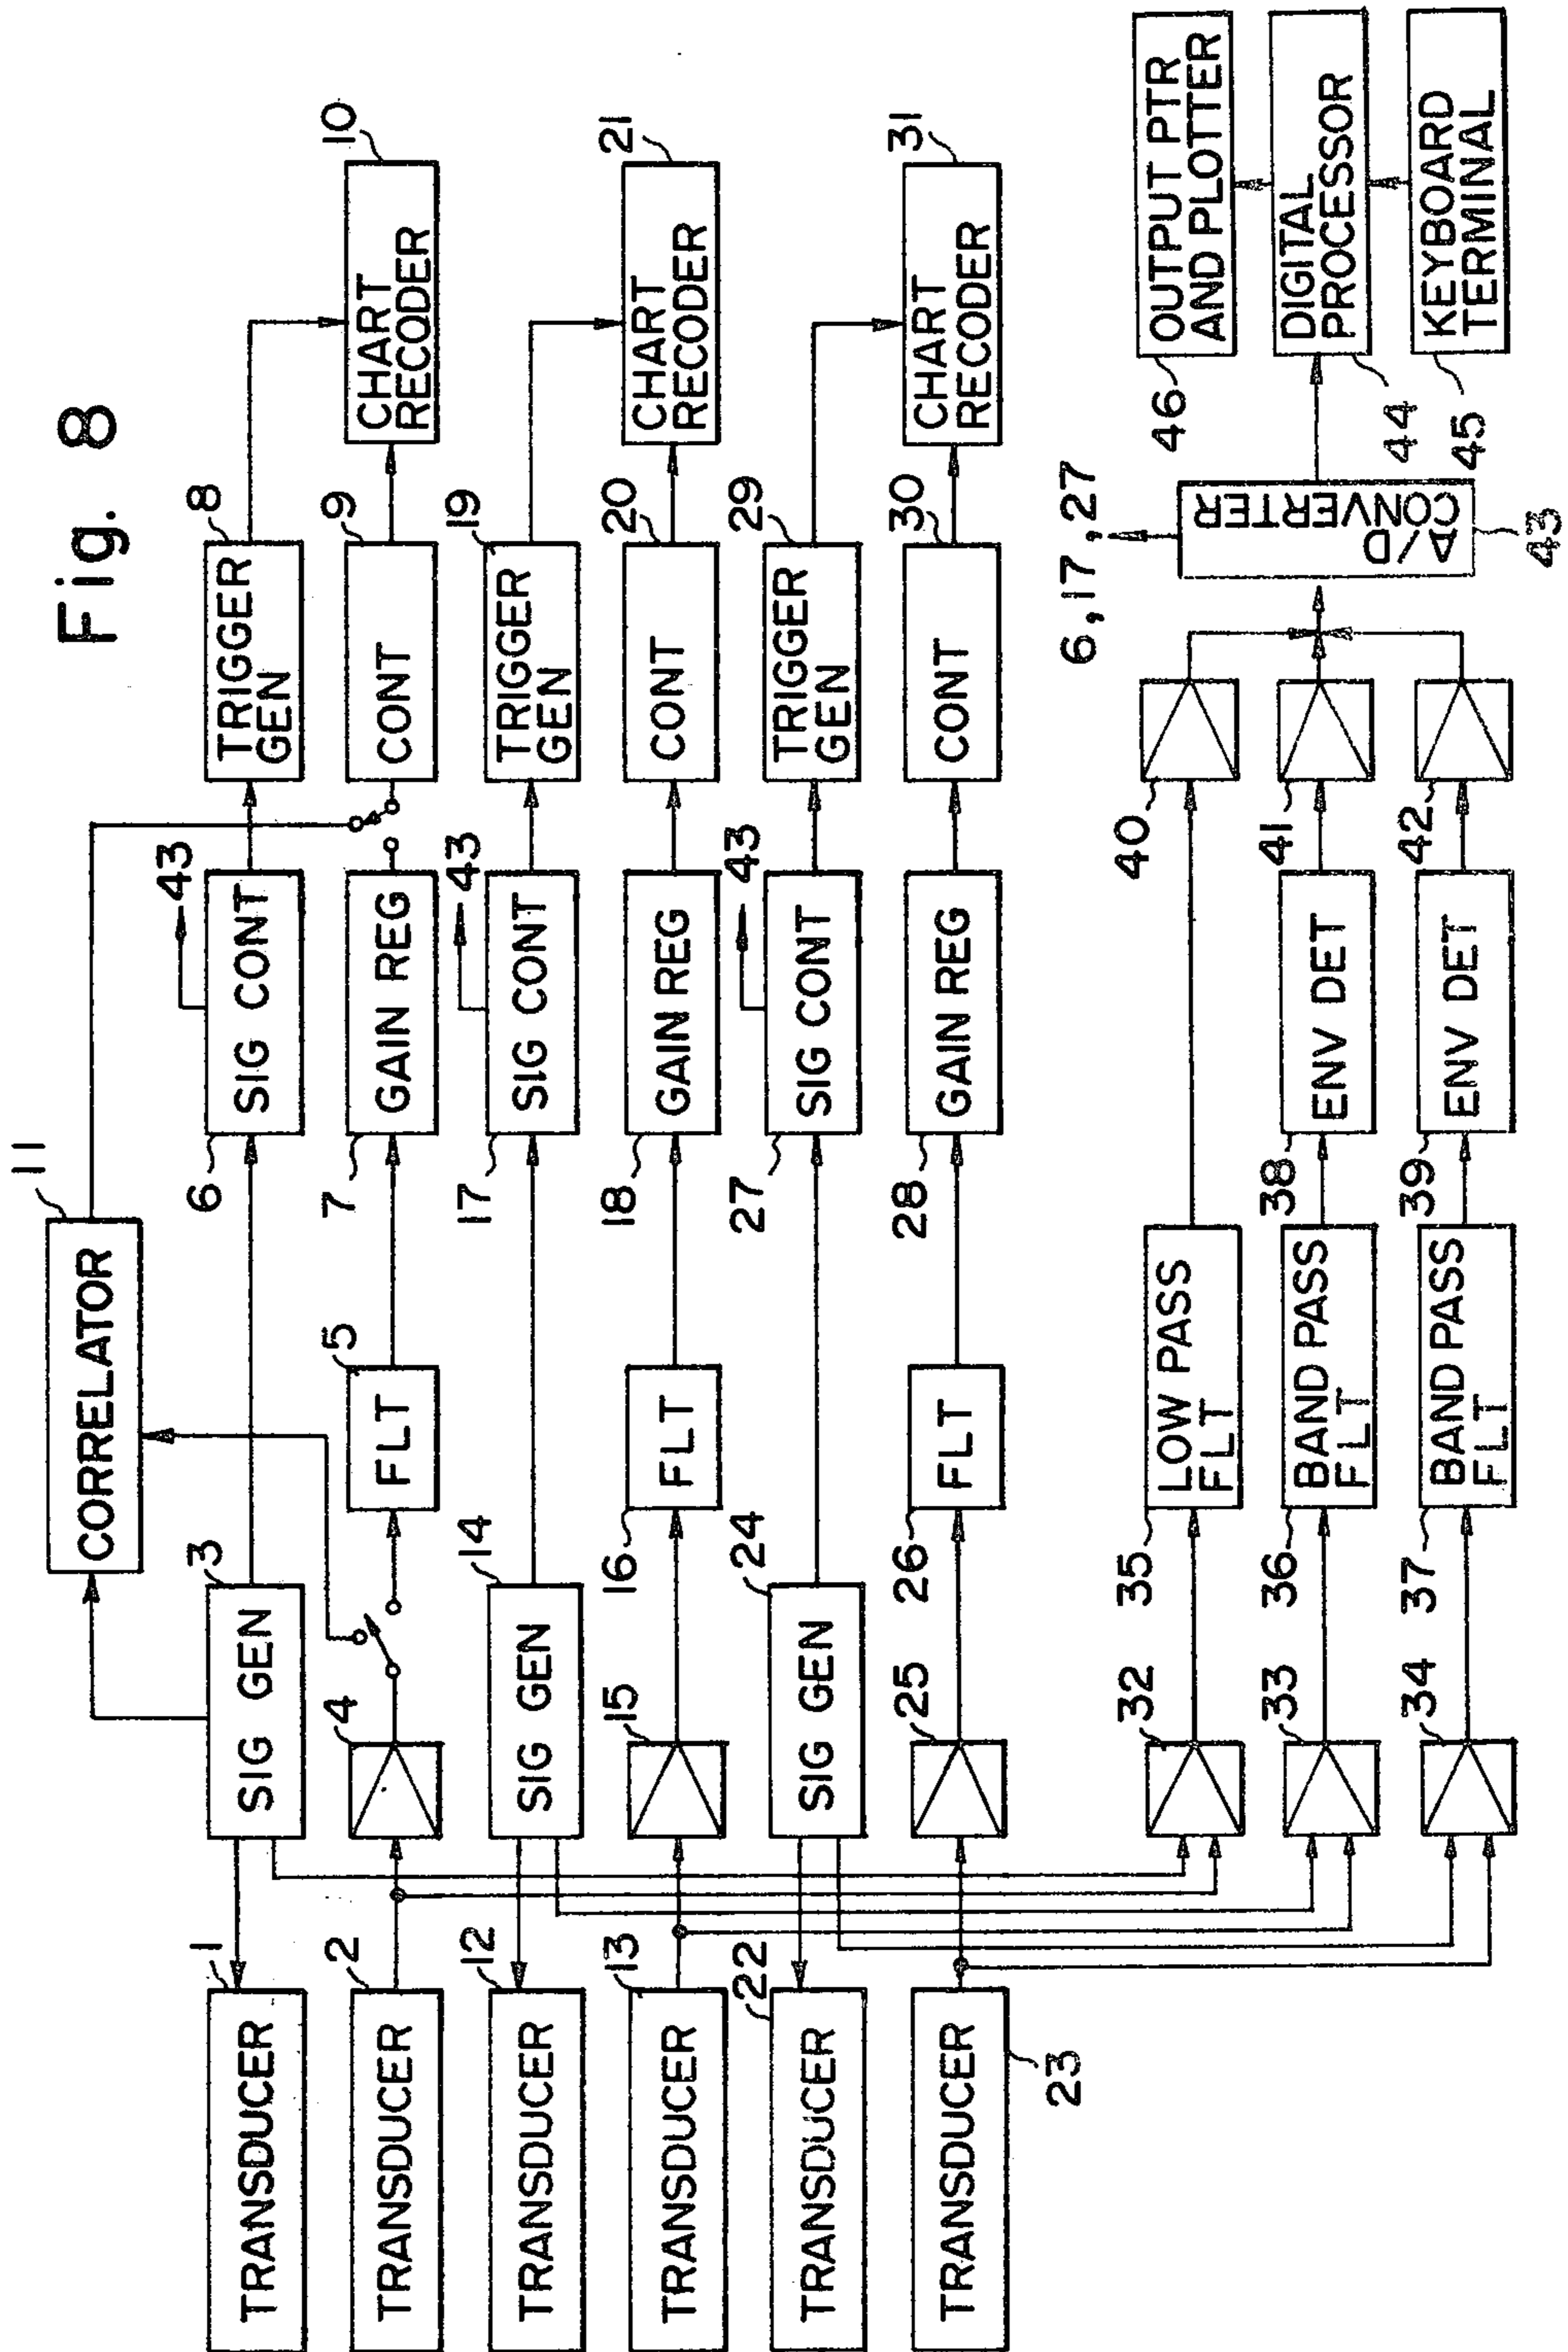 Fig. 8
11
CORRELATOR
1
TRANSDUCER
3
SIG GEN
6
SIG CONT
43
8
TRIGGER
GEN
10
CHART
RECODER
2
TRANSDUCER
4
5
FLT
7
GAIN REG
9
CONT
12
TRANSDUCER
14
SIG GEN
17
SIG CONT
43
19
TRIGGER
GEN
21
CHART
RECODER
13
TRANSDUCER
15
16
FLT
18
GAIN REG
20
CONT
22
TRANSDUCER
24
SIG GEN
27
SIG CONT
43
29
TRIGGER
GEN
31
CHART
RECODER
23
TRANSDUCER
25
26
FLT
28
GAIN REG
30
CONT
32
35
LOW PASS
FLT
40
6,17,27
46
OUTPUT PTR
AND PLOTTER
33
36
BAND PASS
FLT
38
ENV DET
41
A/D
CONVERTER
43
44
DIGITAL
PROCESSOR
34
37
BAND PASS
FLT
39
ENV DET
42
45
KEYBOARD
TERMINAL